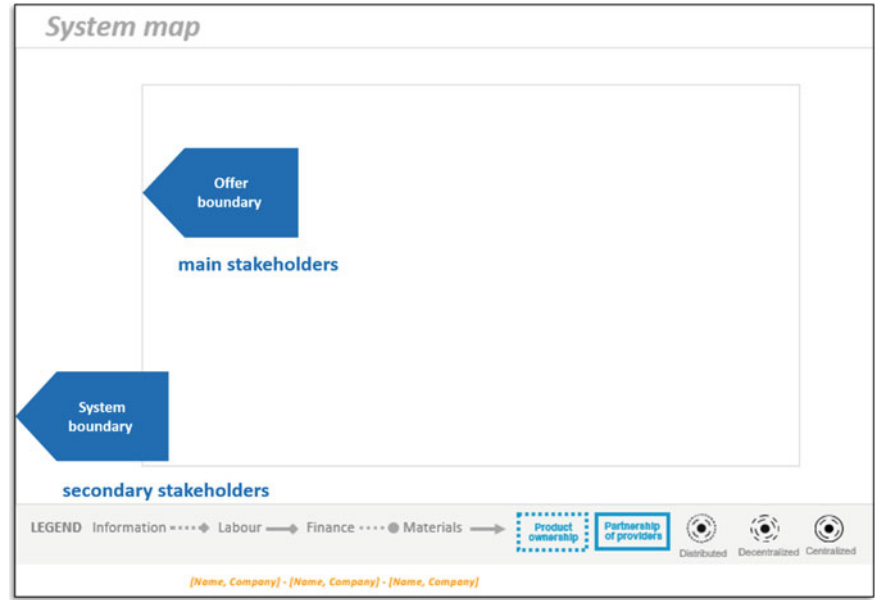 System map
Offer
boundary
main stakeholders
System
boundary
secondary stakeholders
LEGEND Information Labour Finance Materials
Product
ownership
Partnership
of providers
Distributed Decentralized Centralized
[Name, Company] - [Name, Company] - [Name, Company]